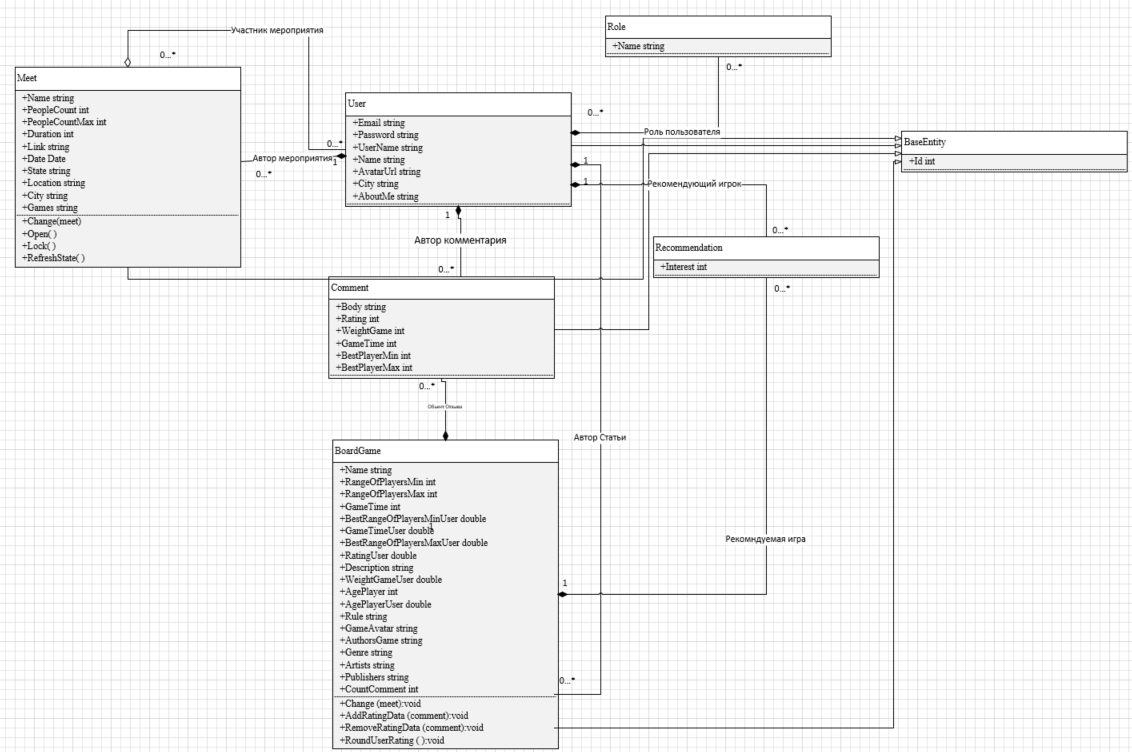 Участник мероприятия
0...*
Meet
+Name string
+PeopleCount int
+PeopleCountMax int
+Duration int
+Link string
+Date Date
+State string
+Location string
+City string
+Games string
+Change(meet)
+Open( )
+Lock( )
+RefreshState( )
Автор мероприятия
0...*
0...*
1
User
+Email string
+Password string
+UserName string
+Name string
+AvatarUrl string
+City string
+AboutMe string
0...*
1
1
1
Role
+Name string
0...*
Роль пользователя
BaseEntity
+Id int
Рекомендующий игрок
0...*
Recommendation
+Interest int
0...*
Автор комментария
0...*
Comment
+Body string
+Rating int
+WeightGame int
+GameTime int
+BestPlayerMin int
+BestPlayerMax int
0...*
Объект Отзыва
Автор Статьи
BoardGame
+Name string
+RangeOfPlayersMin int
+RangeOfPlayersMax int
+GameTime int
+BestRangeOfPlayersMinUser double
+GameTimeUser double
1
+BestRangeOfPlayersMaxUser double
+RatingUser double
+Description string
+WeightGameUser double
+AgePlayer int
+AgePlayerUser double
+Rule string
+GameAvatar string
+AuthorsGame string
+Genre string
+Artists string
+Publishers string
+CountComment int
+Change (meet):void
+AddRatingData (comment):void
+RemoveRatingData (comment):void
+RoundUserRating ( ):void
Рекомндуемая игра
1
0...*